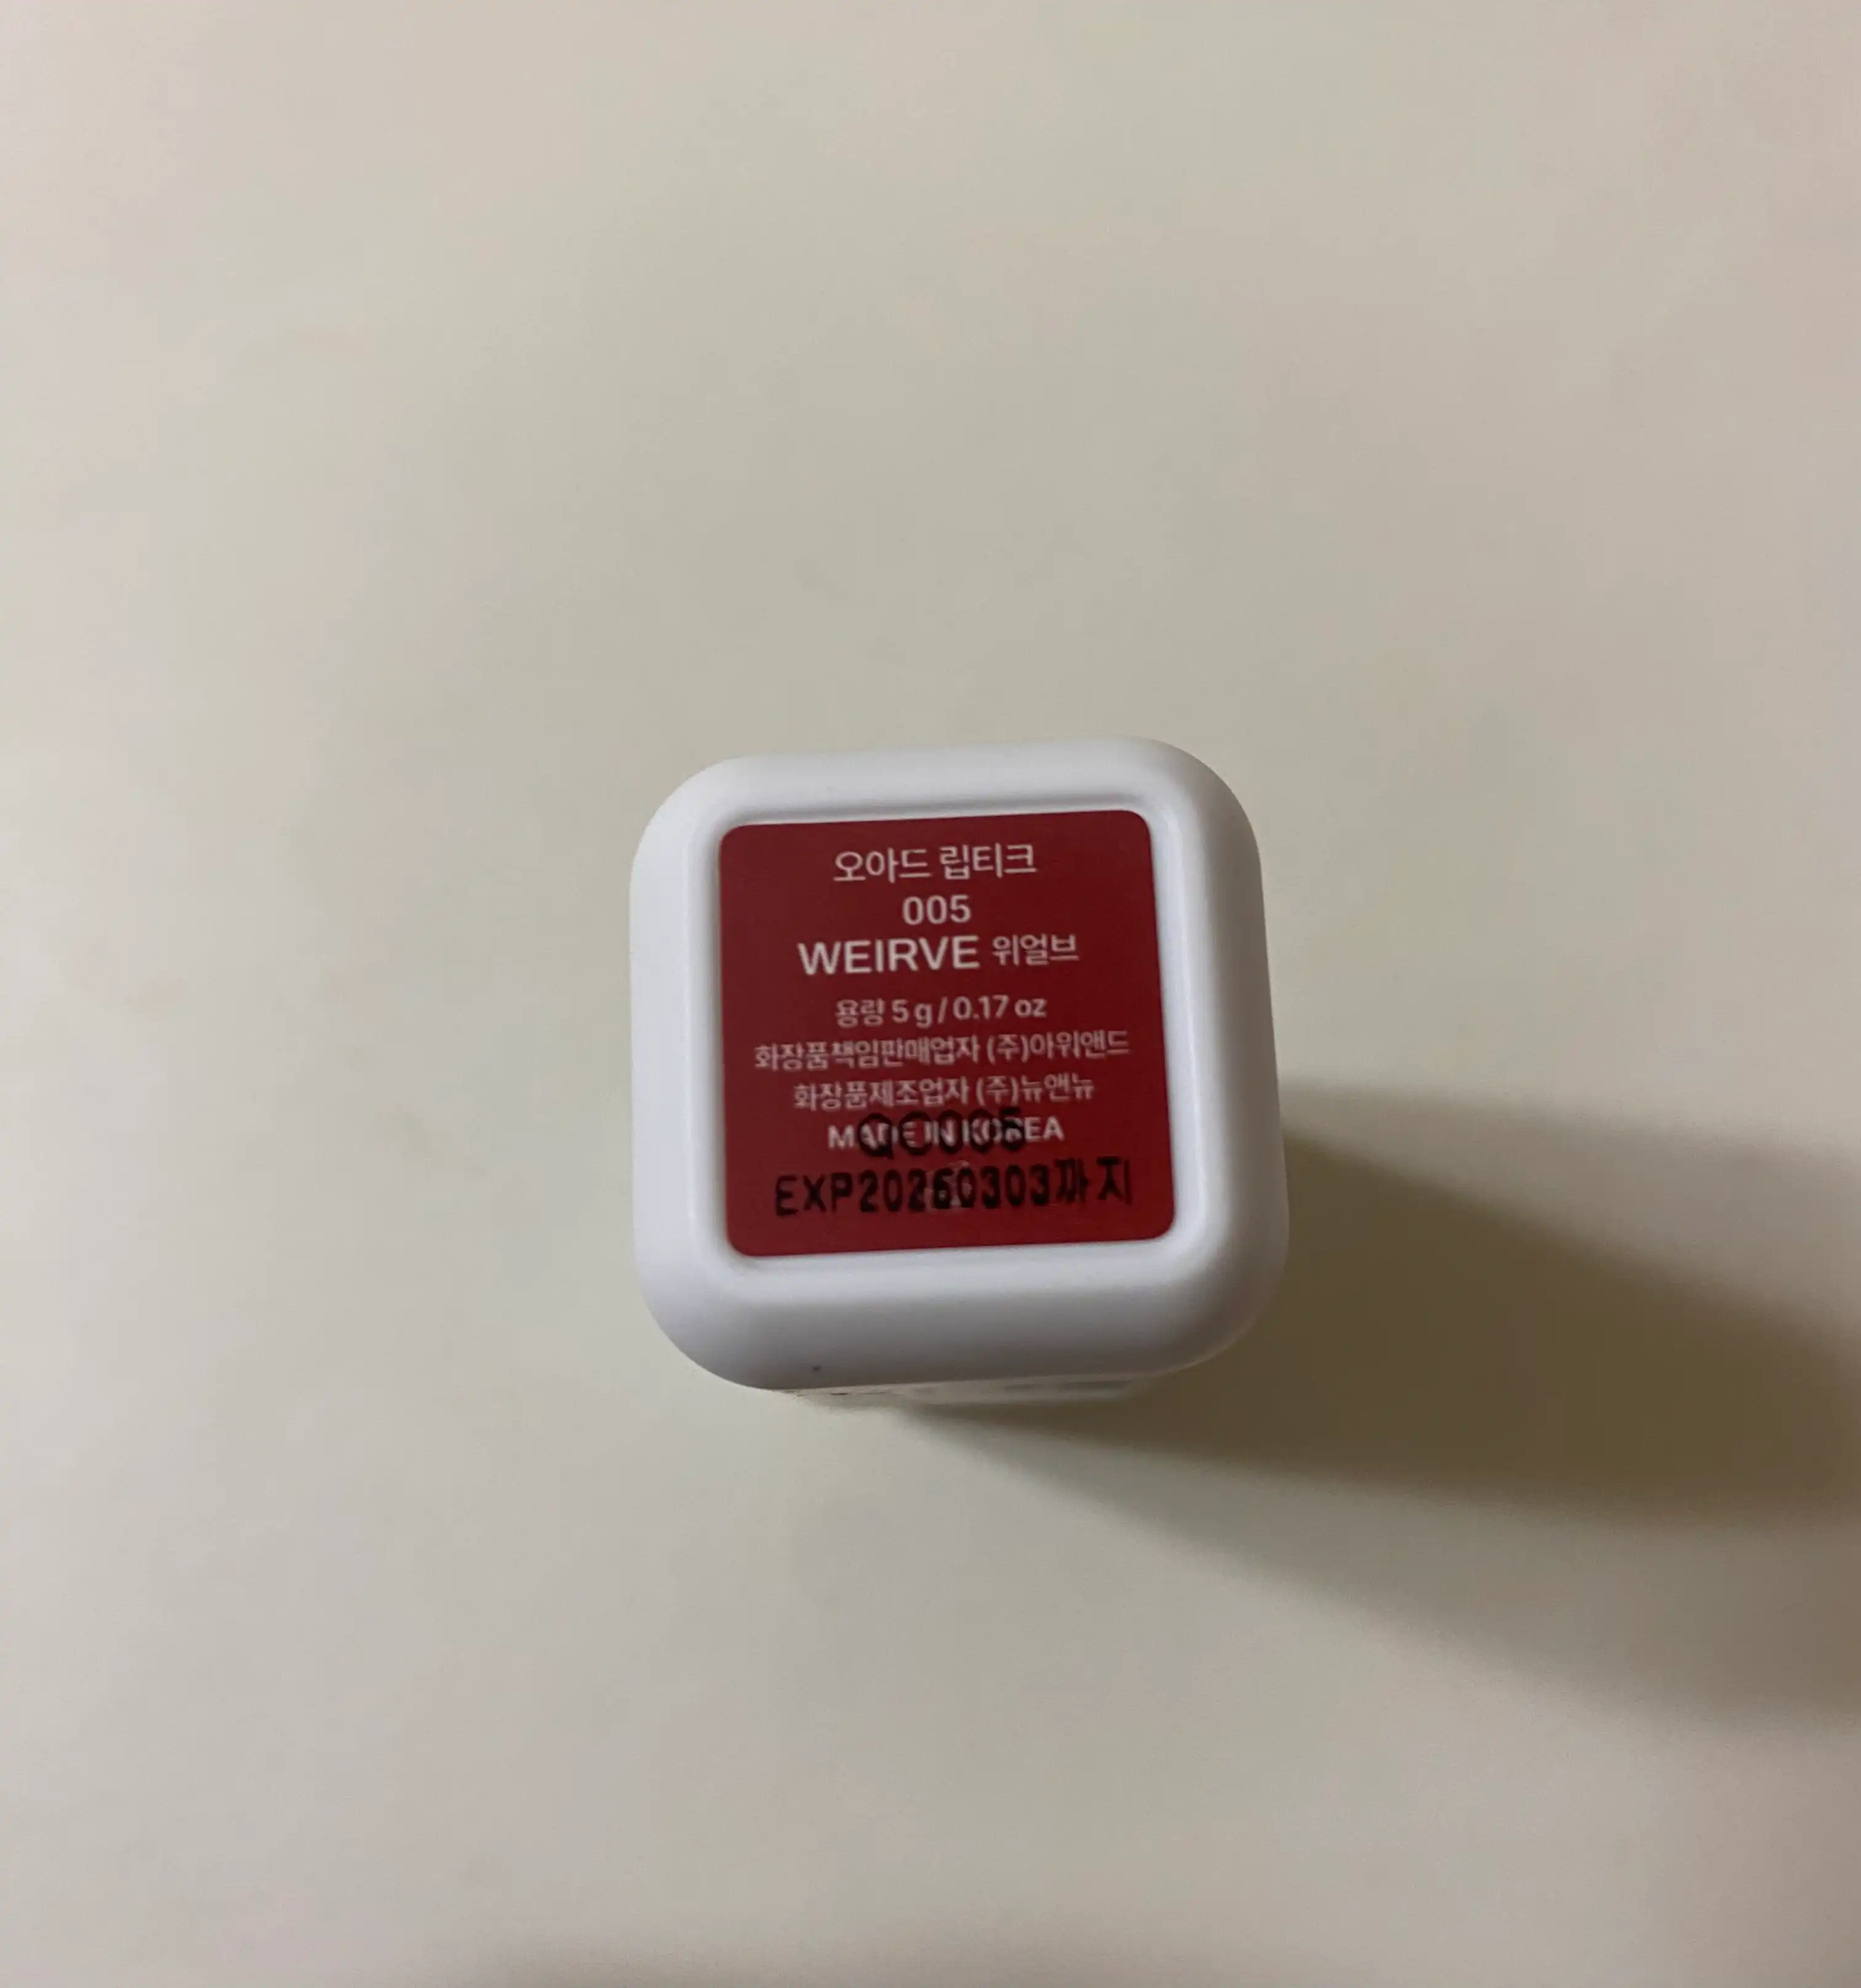 오아드 립티크
005
WEIRVE 위얼브
용량 5 g / 0.17 oz
화장품책임판매업자 (주)아워앤드
화장품제조업자 (주)뉴앤뉴
MADE IN KOREA
QC005
EXP20260303까지